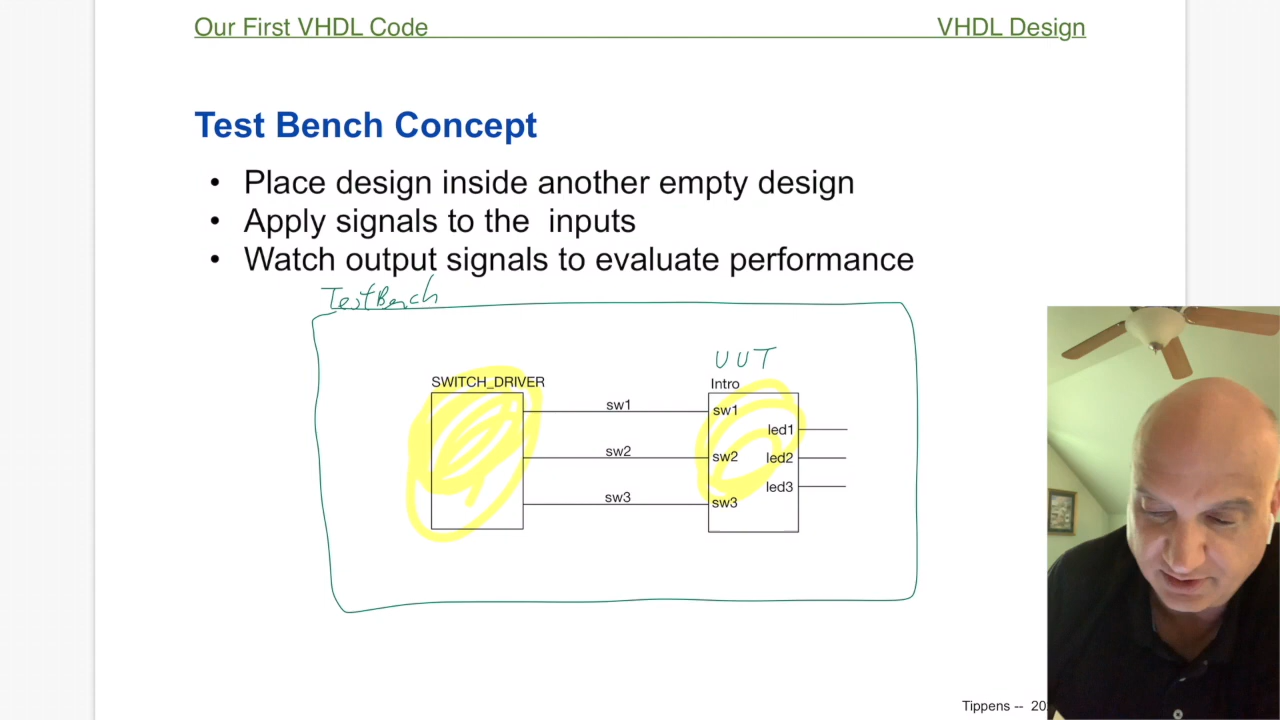 Our First VHDL Code VHDL Design
Test Bench Concept
• Place design inside another empty design
• Apply signals to the inputs
• Watch output signals to evaluate performance
TestBench
UUT
SWITCH_DRIVER Intro
sw1 sw1
led1
sw2 sw2 led2
led3
sw3 sw3
Tippens -- 20